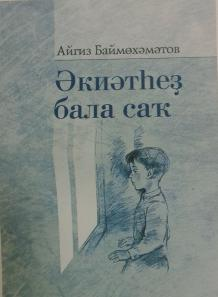 Айгиз Баймөхәмәтов
Әкиәтһеҙ
бала саҡ